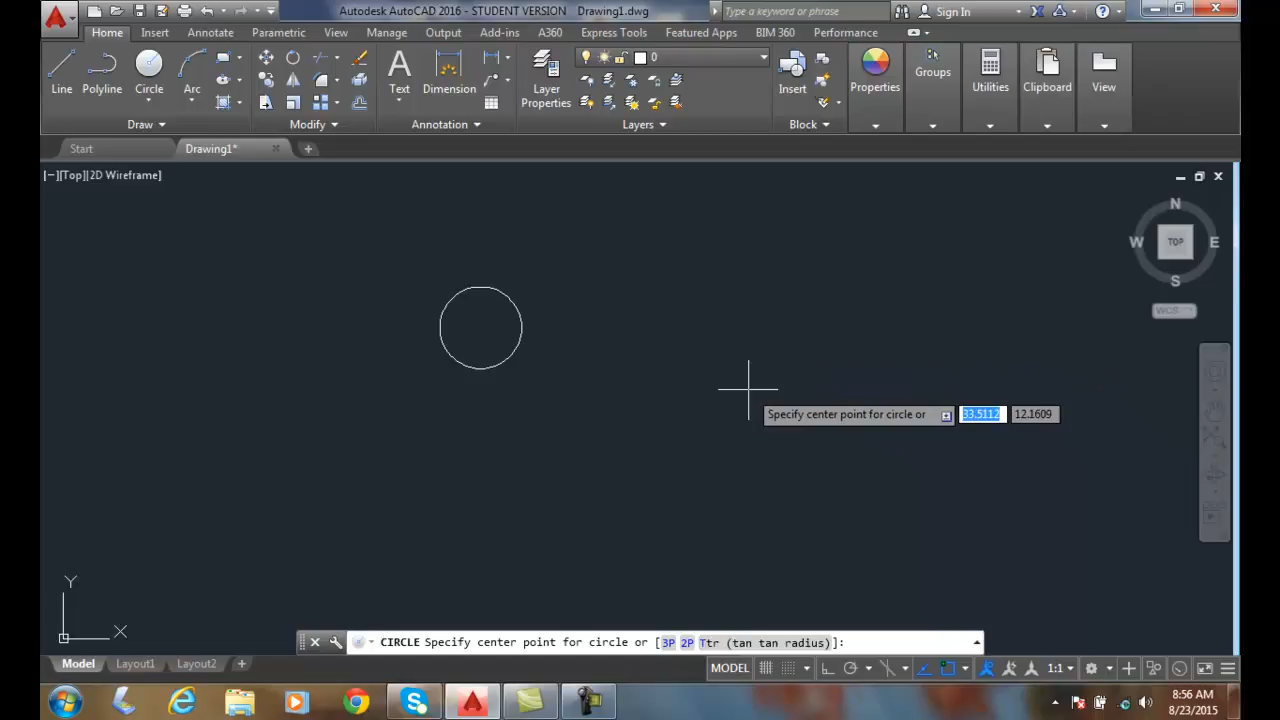 Autodesk AutoCAD 2016 - STUDENT VERSION Drawing1.dwg
Type a keyword or phrase
Sign In
Home Insert Annotate Parametric View Manage Output Add-ins A360 Express Tools Featured Apps BIM 360 Performance
0
Line Polyline Circle Arc Text Dimension Layer Properties Insert Properties Groups Utilities Clipboard View
Draw Modify Annotation Layers Block
Start Drawing1*
[−][Top][2D Wireframe]
N
W TOP E
S
WCS
Specify center point for circle or 33.5112 12.1609
Y
X
CIRCLE Specify center point for circle or [3P 2P Ttr (tan tan radius)]:
Model Layout1 Layout2
MODEL 1:1
8:56 AM
8/23/2015